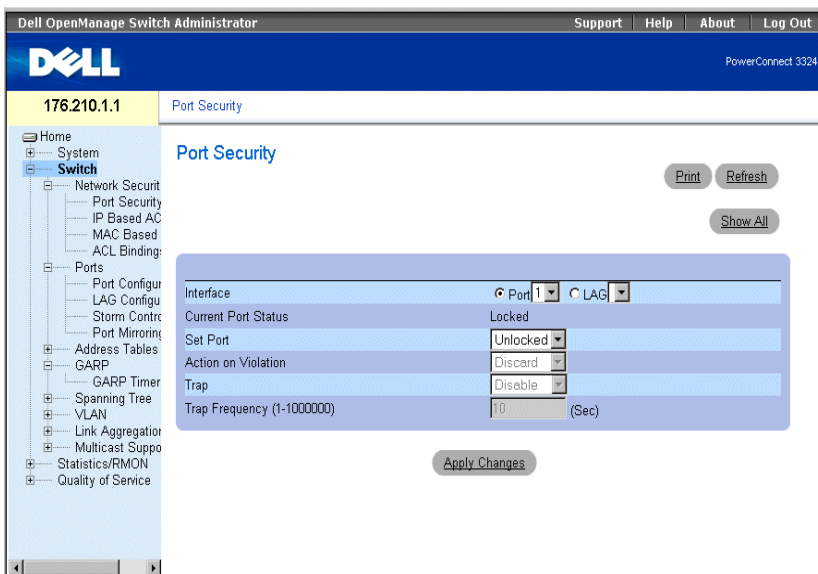 Dell OpenManage Switch Administrator Support Help About Log Out
DELL
PowerConnect 3324
176.210.1.1 Port Security
Home
System
Switch
Network Securit
Port Security
IP Based AC
MAC Based
ACL Binding
Ports
Port Configur
LAG Configu
Storm Contro
Port Mirroring
Address Tables
GARP
GARP Timer
Spanning Tree
VLAN
Link Aggregation
Multicast Suppo
Statistics/RMON
Quality of Service
Port Security
Print Refresh
Show All
Interface Port 1 LAG
Current Port Status Locked
Set Port Unlocked
Action on Violation Discard
Trap Disable
Trap Frequency (1-1000000) 10 (Sec)
Apply Changes